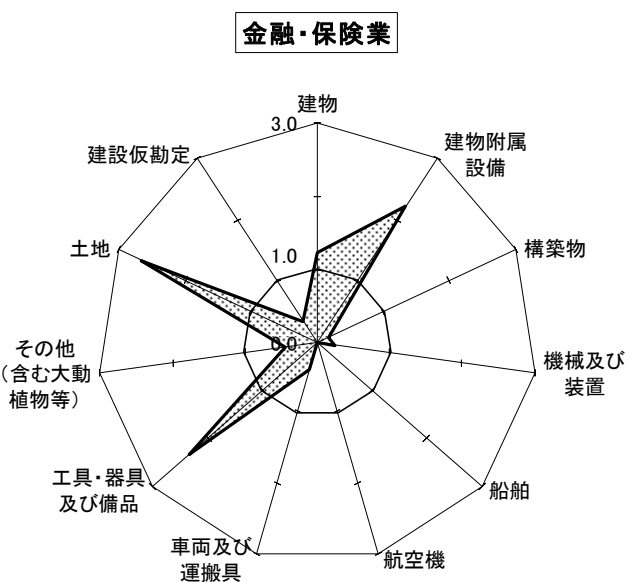 金融・保険業
建物
3.0
建設仮勘定
建物附属
設備
土地
1.0
構築物
0.0
その他
（含む大動
植物等）
機械及び
装置
工具・器具
及び備品
船舶
車両及び
運搬具
航空機